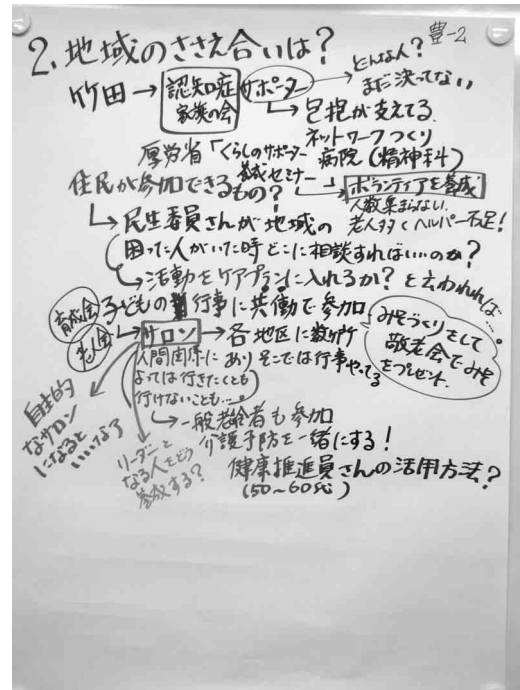 豊-2
2. 地域のささえ合いは?
竹田→ 認知症家族の会 サポーター → どんな人? まだ決ってない
↳ 包括が支えてる
ネットワークつくり
厚労省「くらしのサポーター養成セミナー
病院(精神科)
住民が参加できるもの? → ボランティアを養成
人数集まらない
老人多くヘルパー不足!
↳ 民生委員さんが地域の
困った人がいた時どこに相談すればいいのか?
↳ 活動をケアプランに入れるか? と云われれば…。
育成会 子どもの行事に共働で参加
老人会 サロン → 各地区に数ヶ所
ありそこでは行事やってる
みそづくりをして
敬老会でみそ
をプレゼント.
人間関係に
よっては行きたくとも
行けないことも…。
自主的
なサロン
になると
いいなア
リーダーと
なる人をどう
養成する?
↳ 一般老齢者も参加
介護予防を一緒にする!
健康推進員さんの活用方法?
(50~60代)